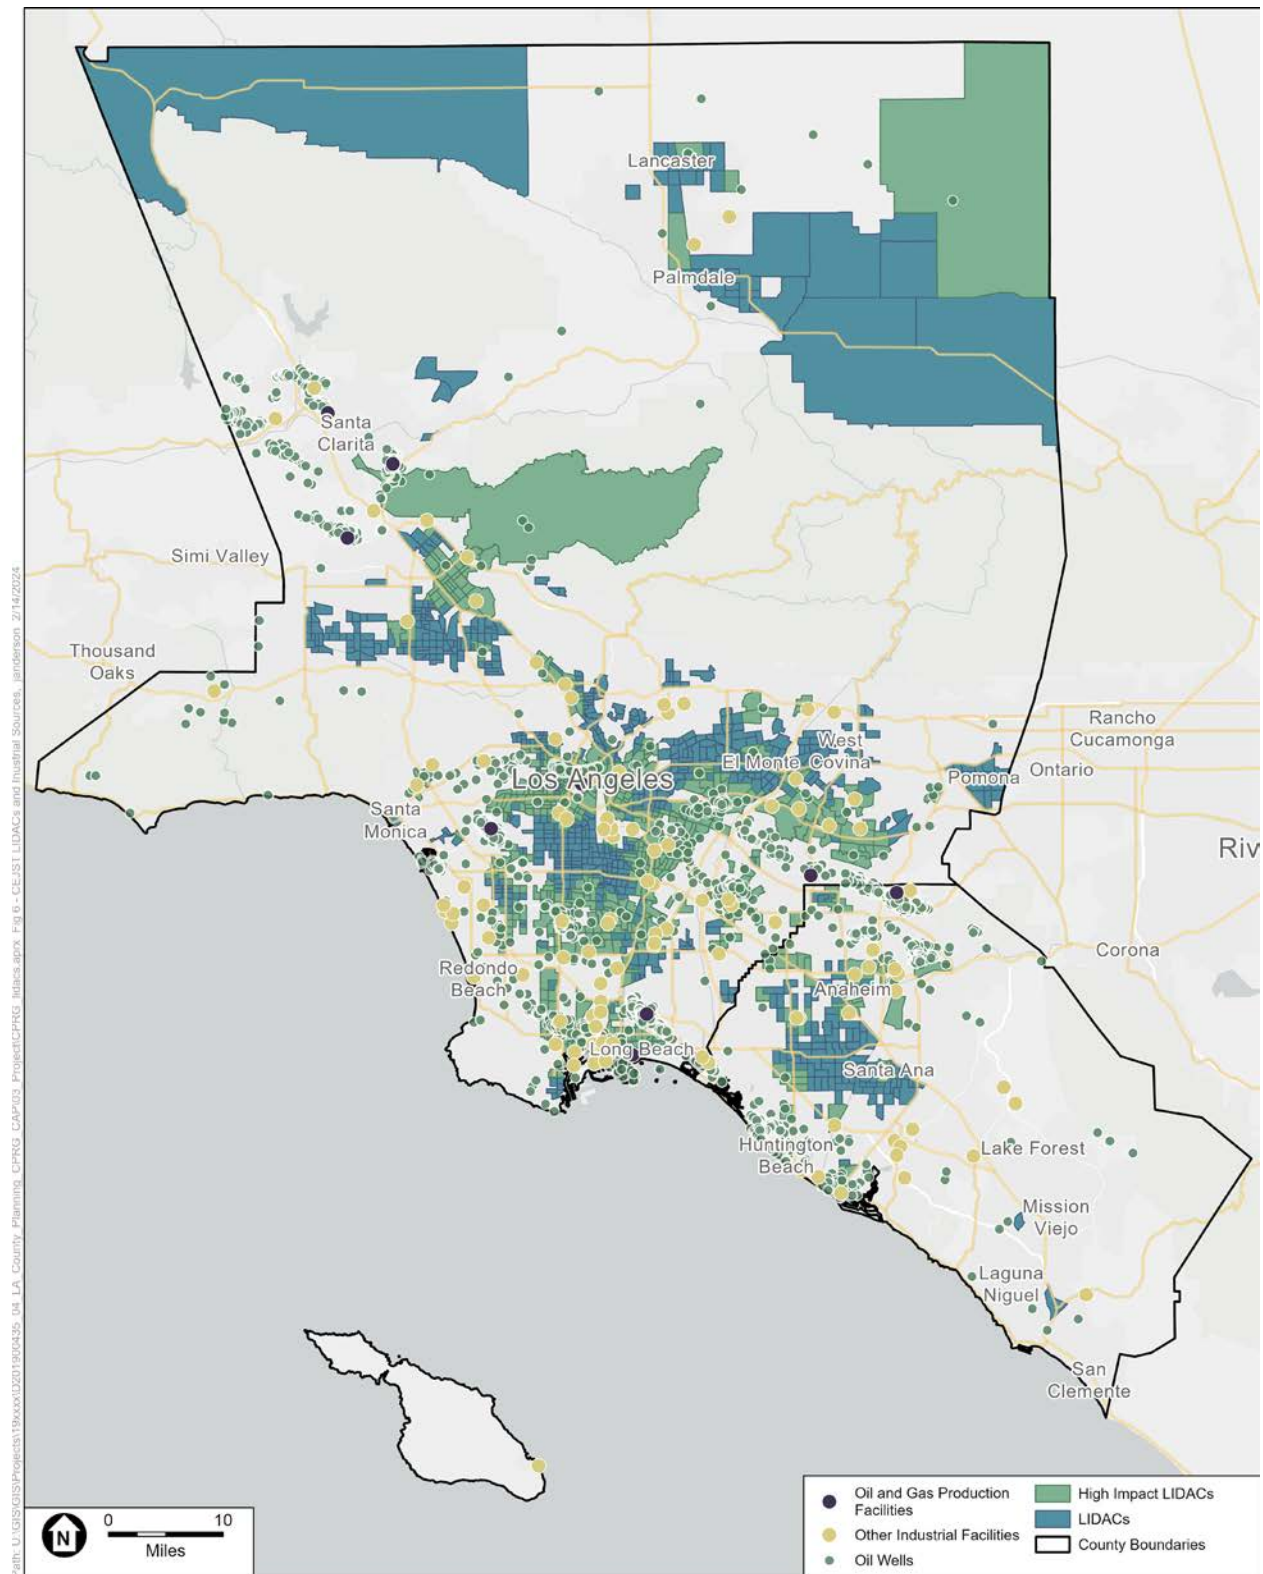 Lancaster
Palmdale
Santa
Clarita
Simi Valley
Thousand
Oaks
Rancho
Cucamonga
West
El Monte Covina
Los Angeles
Pomona
Ontario
Santa
Monica
Riv
Corona
Redondo
Beach
Anaheim
Long Beach
Santa Ana
Huntington
Beach
Lake Forest
Mission
Viejo
Laguna
Niguel
San
Clemente
N
0 10
Miles
Oil and Gas Production
Facilities
Other Industrial Facilities
Oil Wells
High Impact LIDACs
LIDACs
County Boundaries